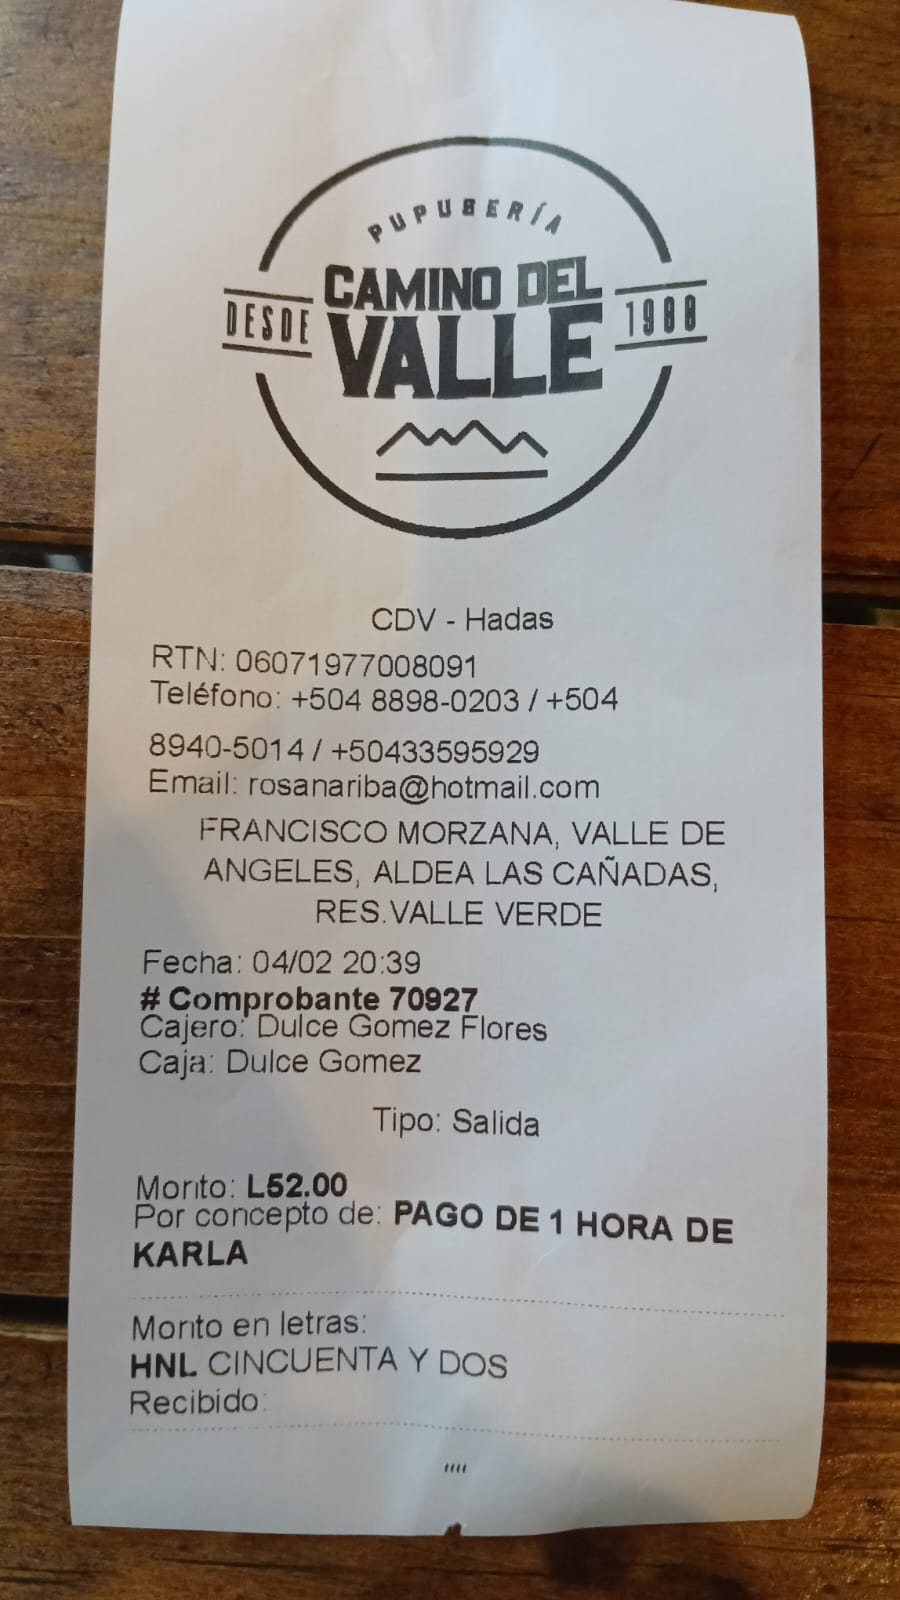 PUPUSERÍA
CAMINO DEL
VALLE
DESDE 1988
CDV - Hadas
RTN: 06071977008091
Teléfono: +504 8898-0203 / +504
8940-5014 / +50433595929
Email: rosanariba@hotmail.com
FRANCISCO MORZANA, VALLE DE
ANGELES, ALDEA LAS CAÑADAS,
RES.VALLE VERDE
Fecha: 04/02 20:39
# Comprobante 70927
Cajero: Dulce Gomez Flores
Caja: Dulce Gomez
Tipo: Salida
Monto: L52.00
Por concepto de: PAGO DE 1 HORA DE
KARLA
Monto en letras:
HNL CINCUENTA Y DOS
Recibido:
,,,,